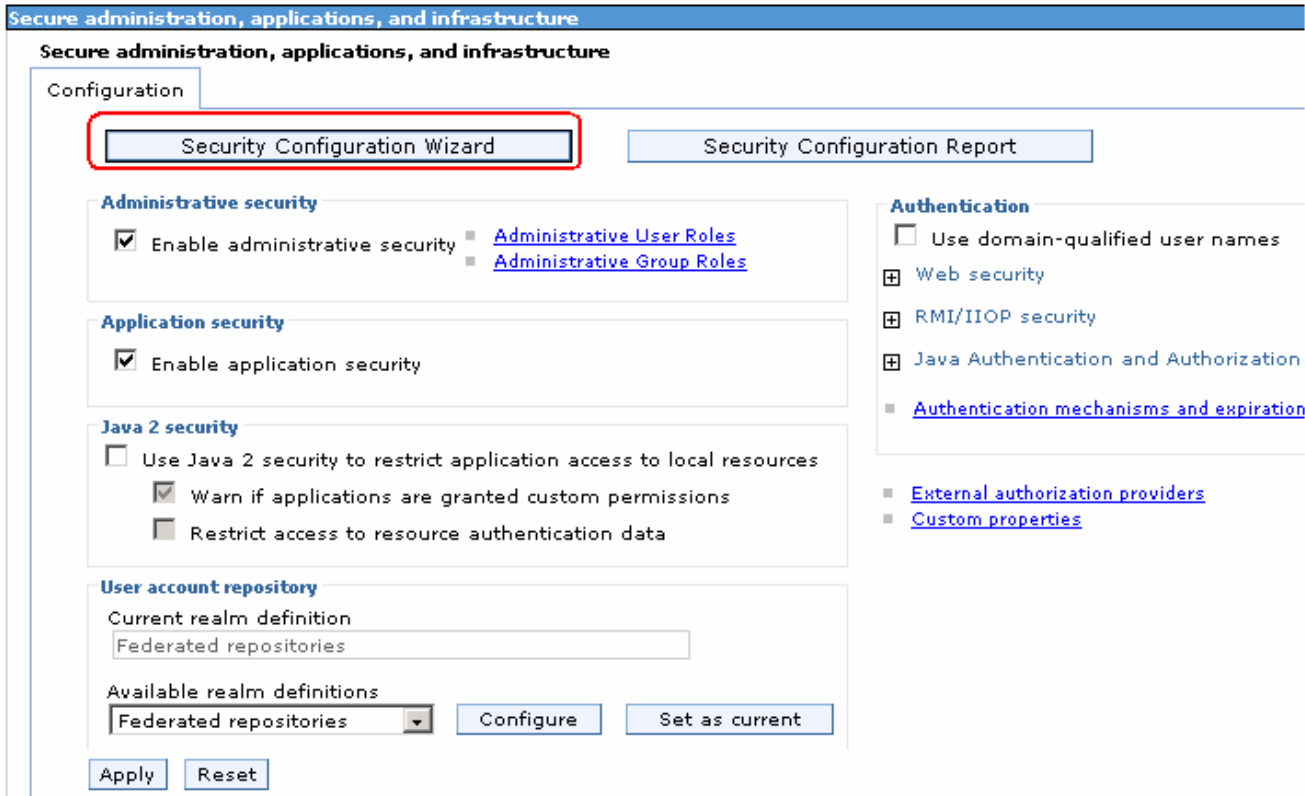 Secure administration, applications, and infrastructure
Secure administration, applications, and infrastructure
Configuration
Security Configuration Wizard
Security Configuration Report
Administrative security
Enable administrative security
Administrative User Roles
Administrative Group Roles
Application security
Enable application security
Java 2 security
Use Java 2 security to restrict application access to local resources
Warn if applications are granted custom permissions
Restrict access to resource authentication data
User account repository
Current realm definition
Federated repositories
Available realm definitions
Federated repositories
Configure
Set as current
Apply
Reset
Authentication
Use domain-qualified user names
Web security
RMI/IIOP security
Java Authentication and Authorization
Authentication mechanisms and expiration
External authorization providers
Custom properties